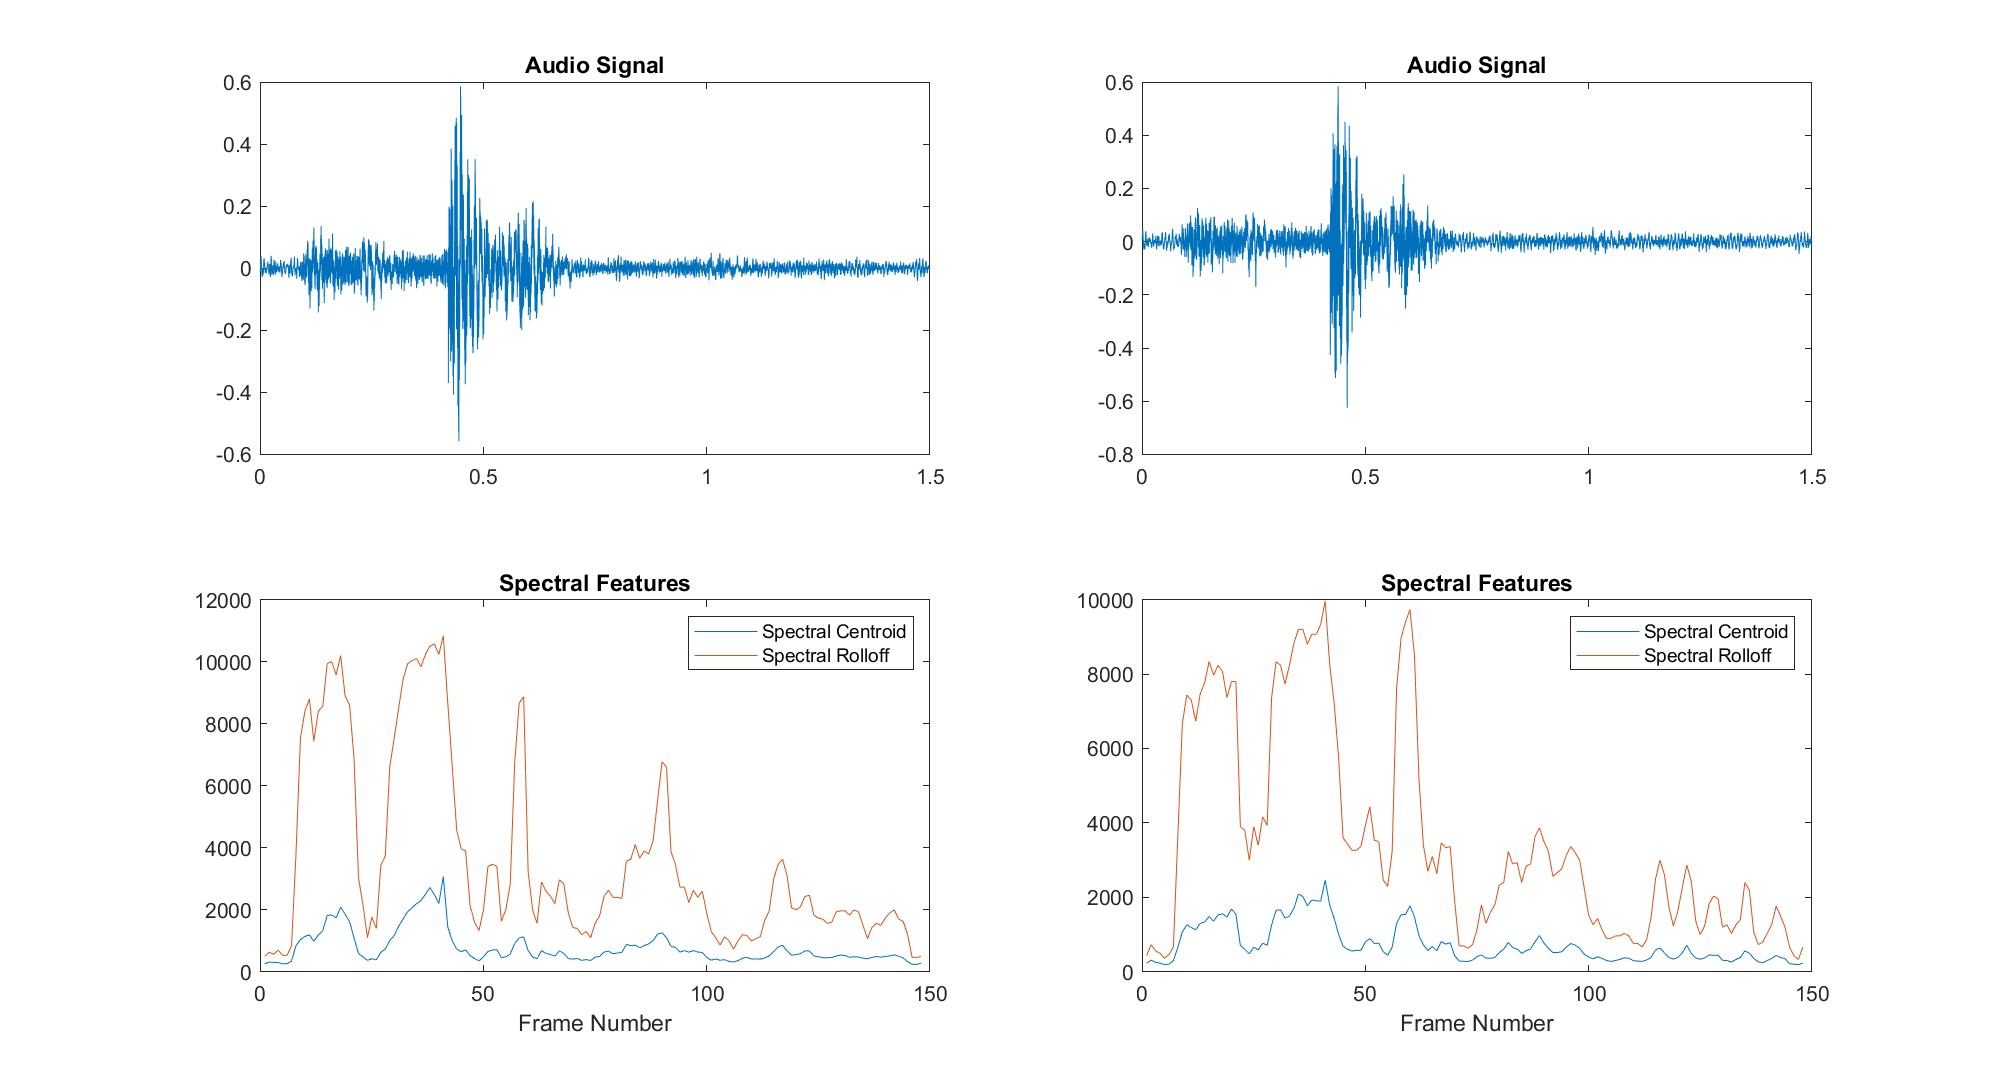 Audio Signal
0.6
0.4
0.2
0
-0.2
-0.4
-0.6
0 0.5 1 1.5
Audio Signal
0.6
0.4
0.2
0
-0.2
-0.4
-0.6
-0.8
0 0.5 1 1.5
Spectral Features
12000
10000
8000
6000
4000
2000
0
Spectral Centroid
Spectral Rolloff
0 50 100 150
Frame Number
Spectral Features
10000
8000
6000
4000
2000
0
Spectral Centroid
Spectral Rolloff
0 50 100 150
Frame Number